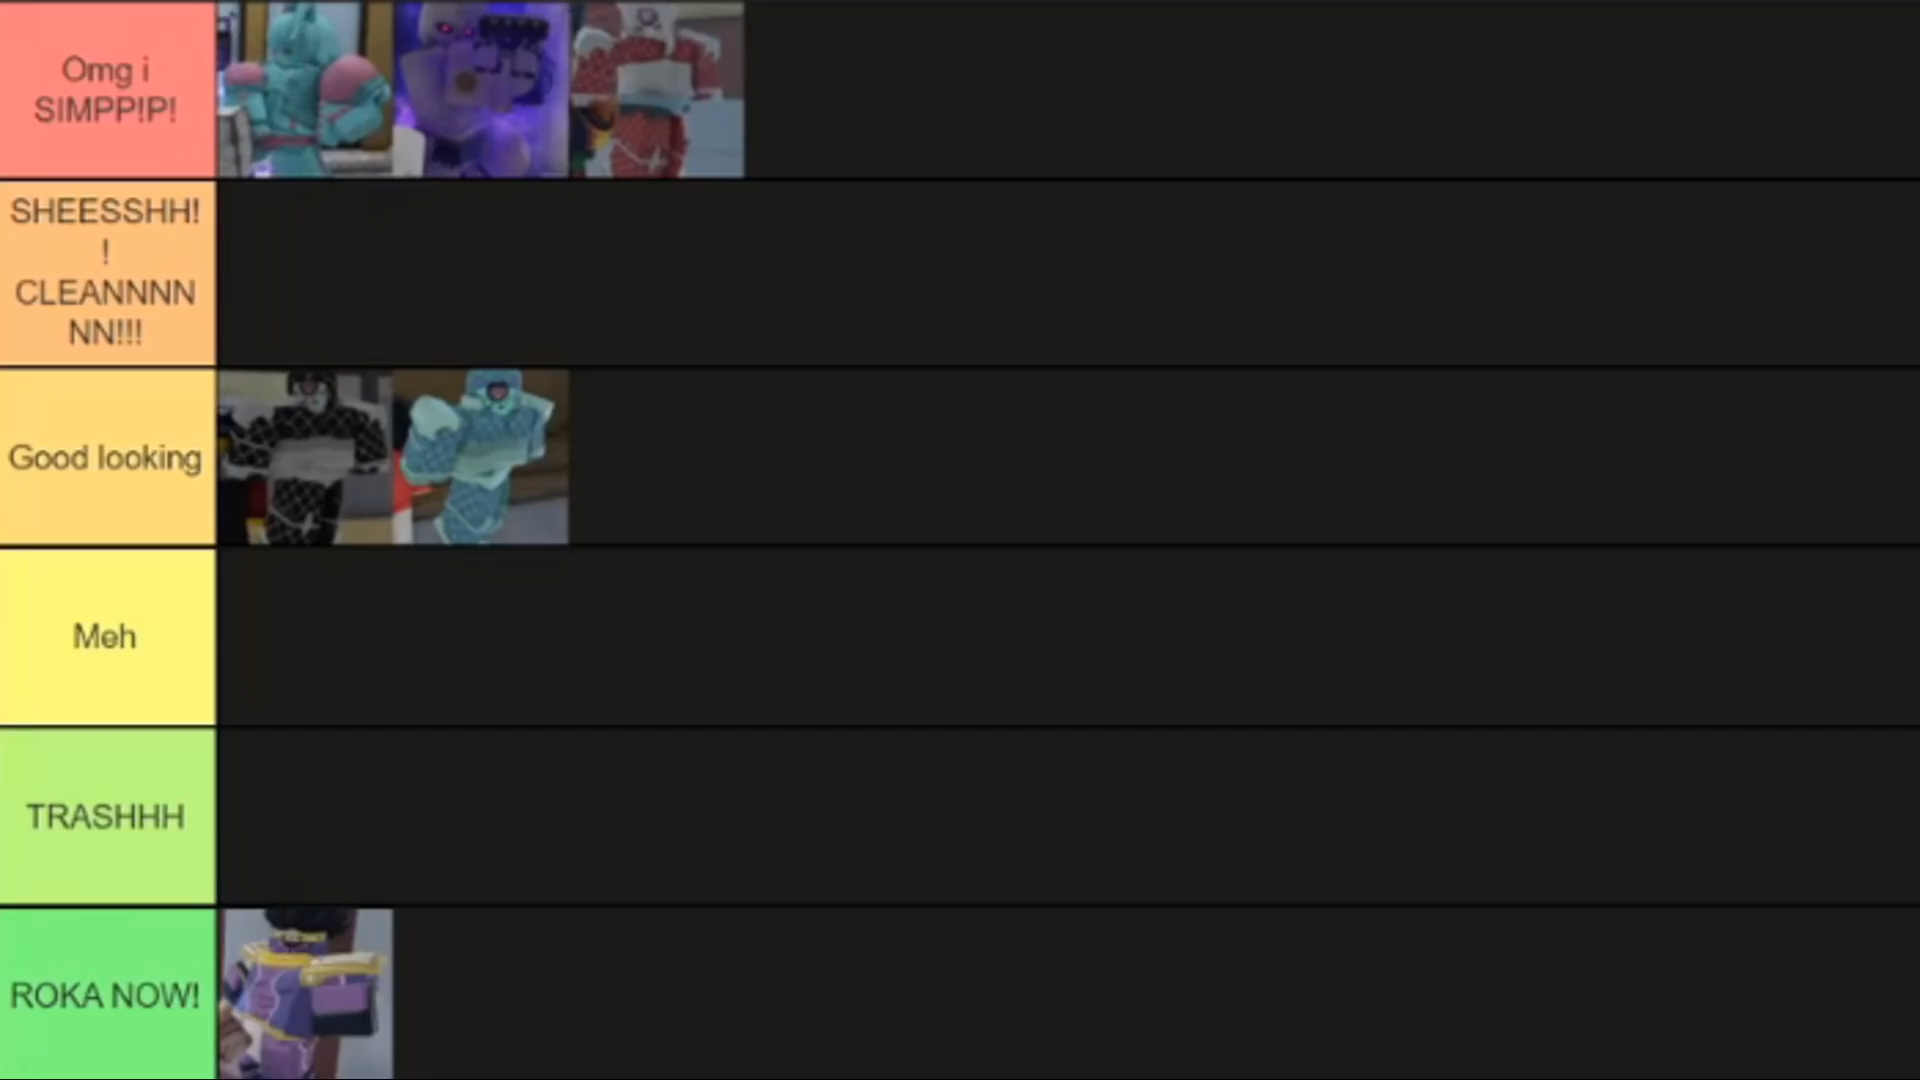 Omg i
SIMPP!P!
SHEESSHH!
!
CLEANNNN
NN!!!
Good looking
Meh
TRASHHH
ROKA NOW!